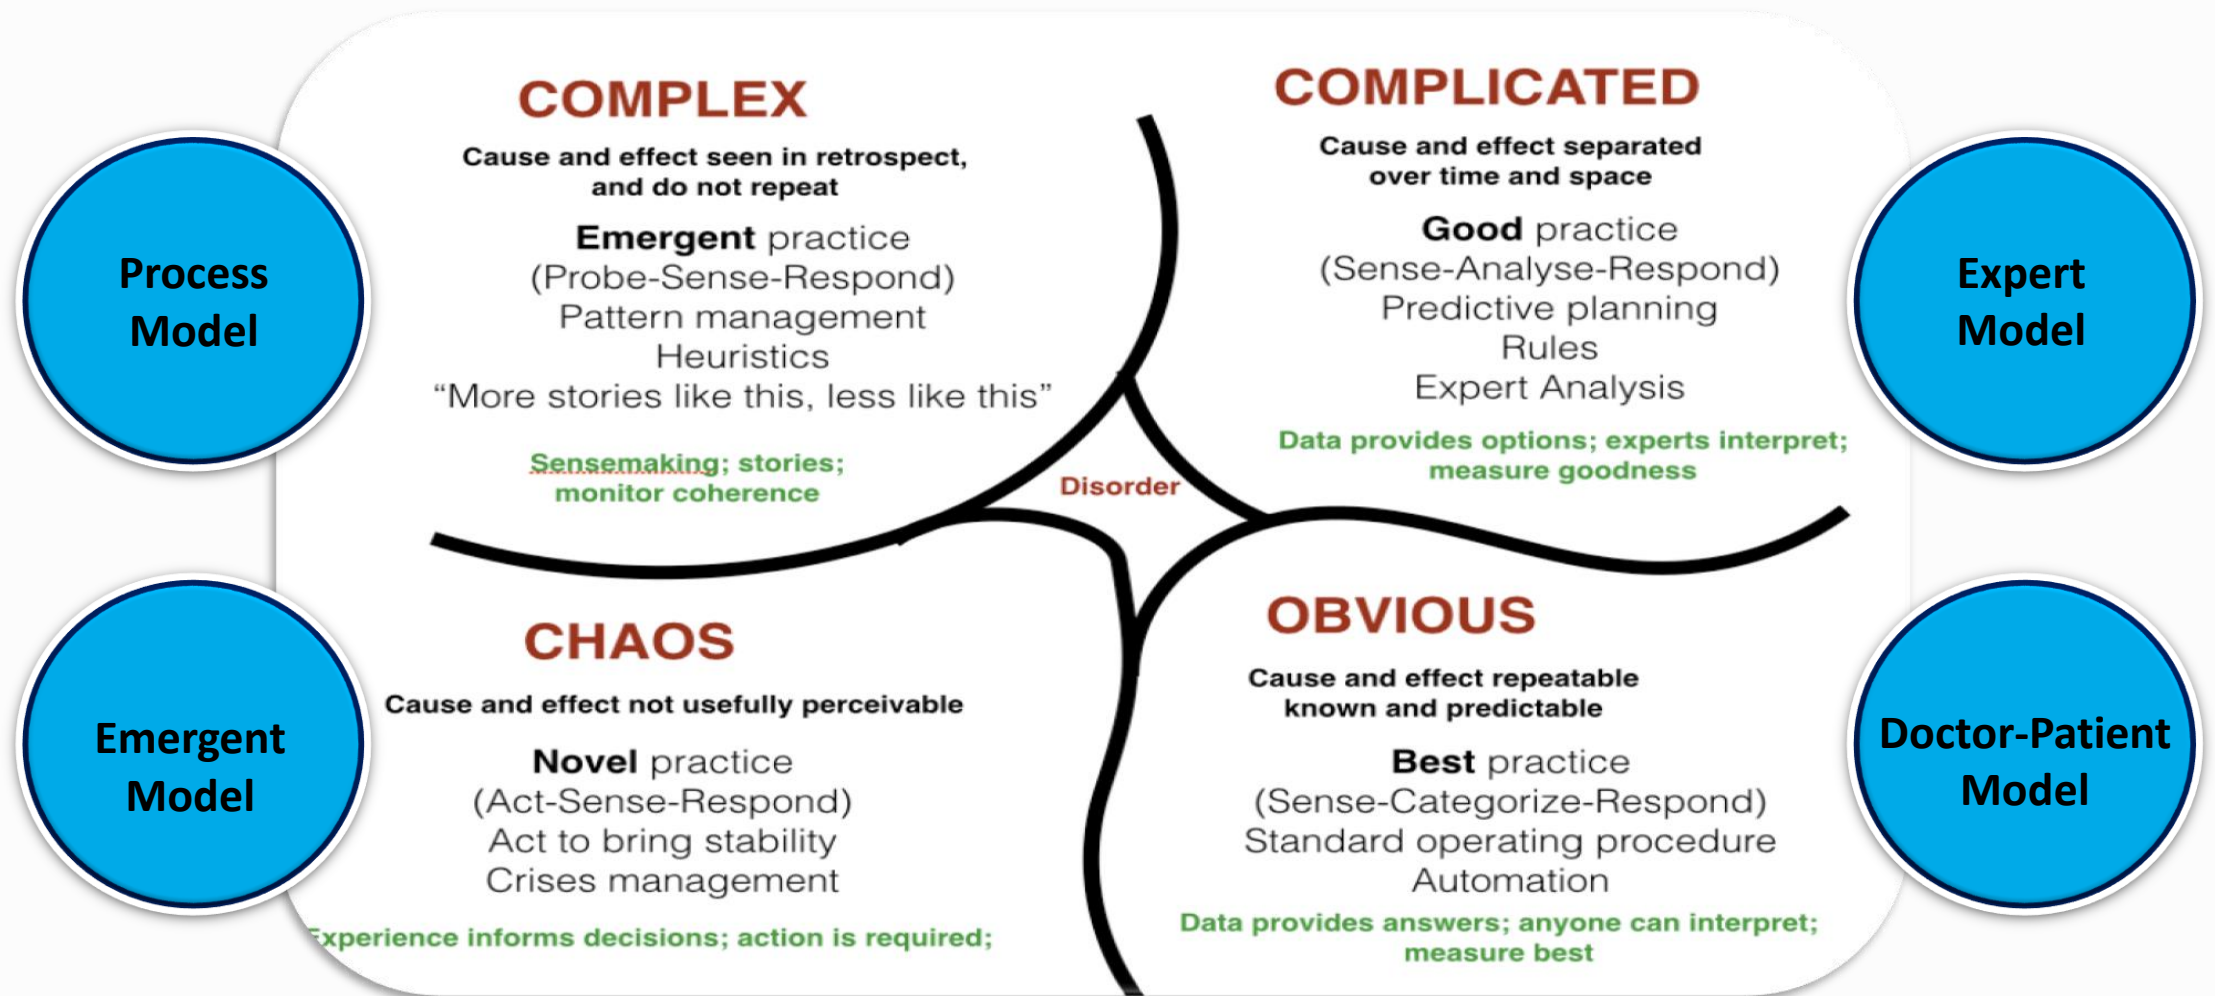 Process
Model
COMPLEX
Cause and effect seen in retrospect,
and do not repeat
Emergent practice
(Probe-Sense-Respond)
Pattern management
Heuristics
“More stories like this, less like this”
Sensemaking; stories;
monitor coherence
COMPLICATED
Cause and effect separated
over time and space
Good practice
(Sense-Analyse-Respond)
Predictive planning
Rules
Expert Analysis
Data provides options; experts interpret;
measure goodness
Expert
Model
Disorder
Emergent
Model
CHAOS
Cause and effect not usefully perceivable
Novel practice
(Act-Sense-Respond)
Act to bring stability
Crises management
Experience informs decisions; action is required;
OBVIOUS
Cause and effect repeatable
known and predictable
Best practice
(Sense-Categorize-Respond)
Standard operating procedure
Automation
Data provides answers; anyone can interpret;
measure best
Doctor-Patient
Model